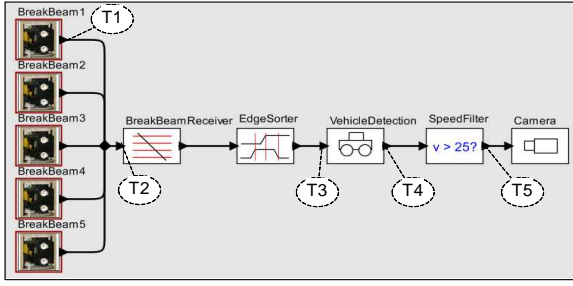 BreakBeam1
T1
BreakBeam2
BreakBeam3
BreakBeam4
BreakBeam5
BreakBeamReceiver
EdgeSorter
VehicleDetection
SpeedFilter
Camera
v > 25?
T2
T3
T4
T5